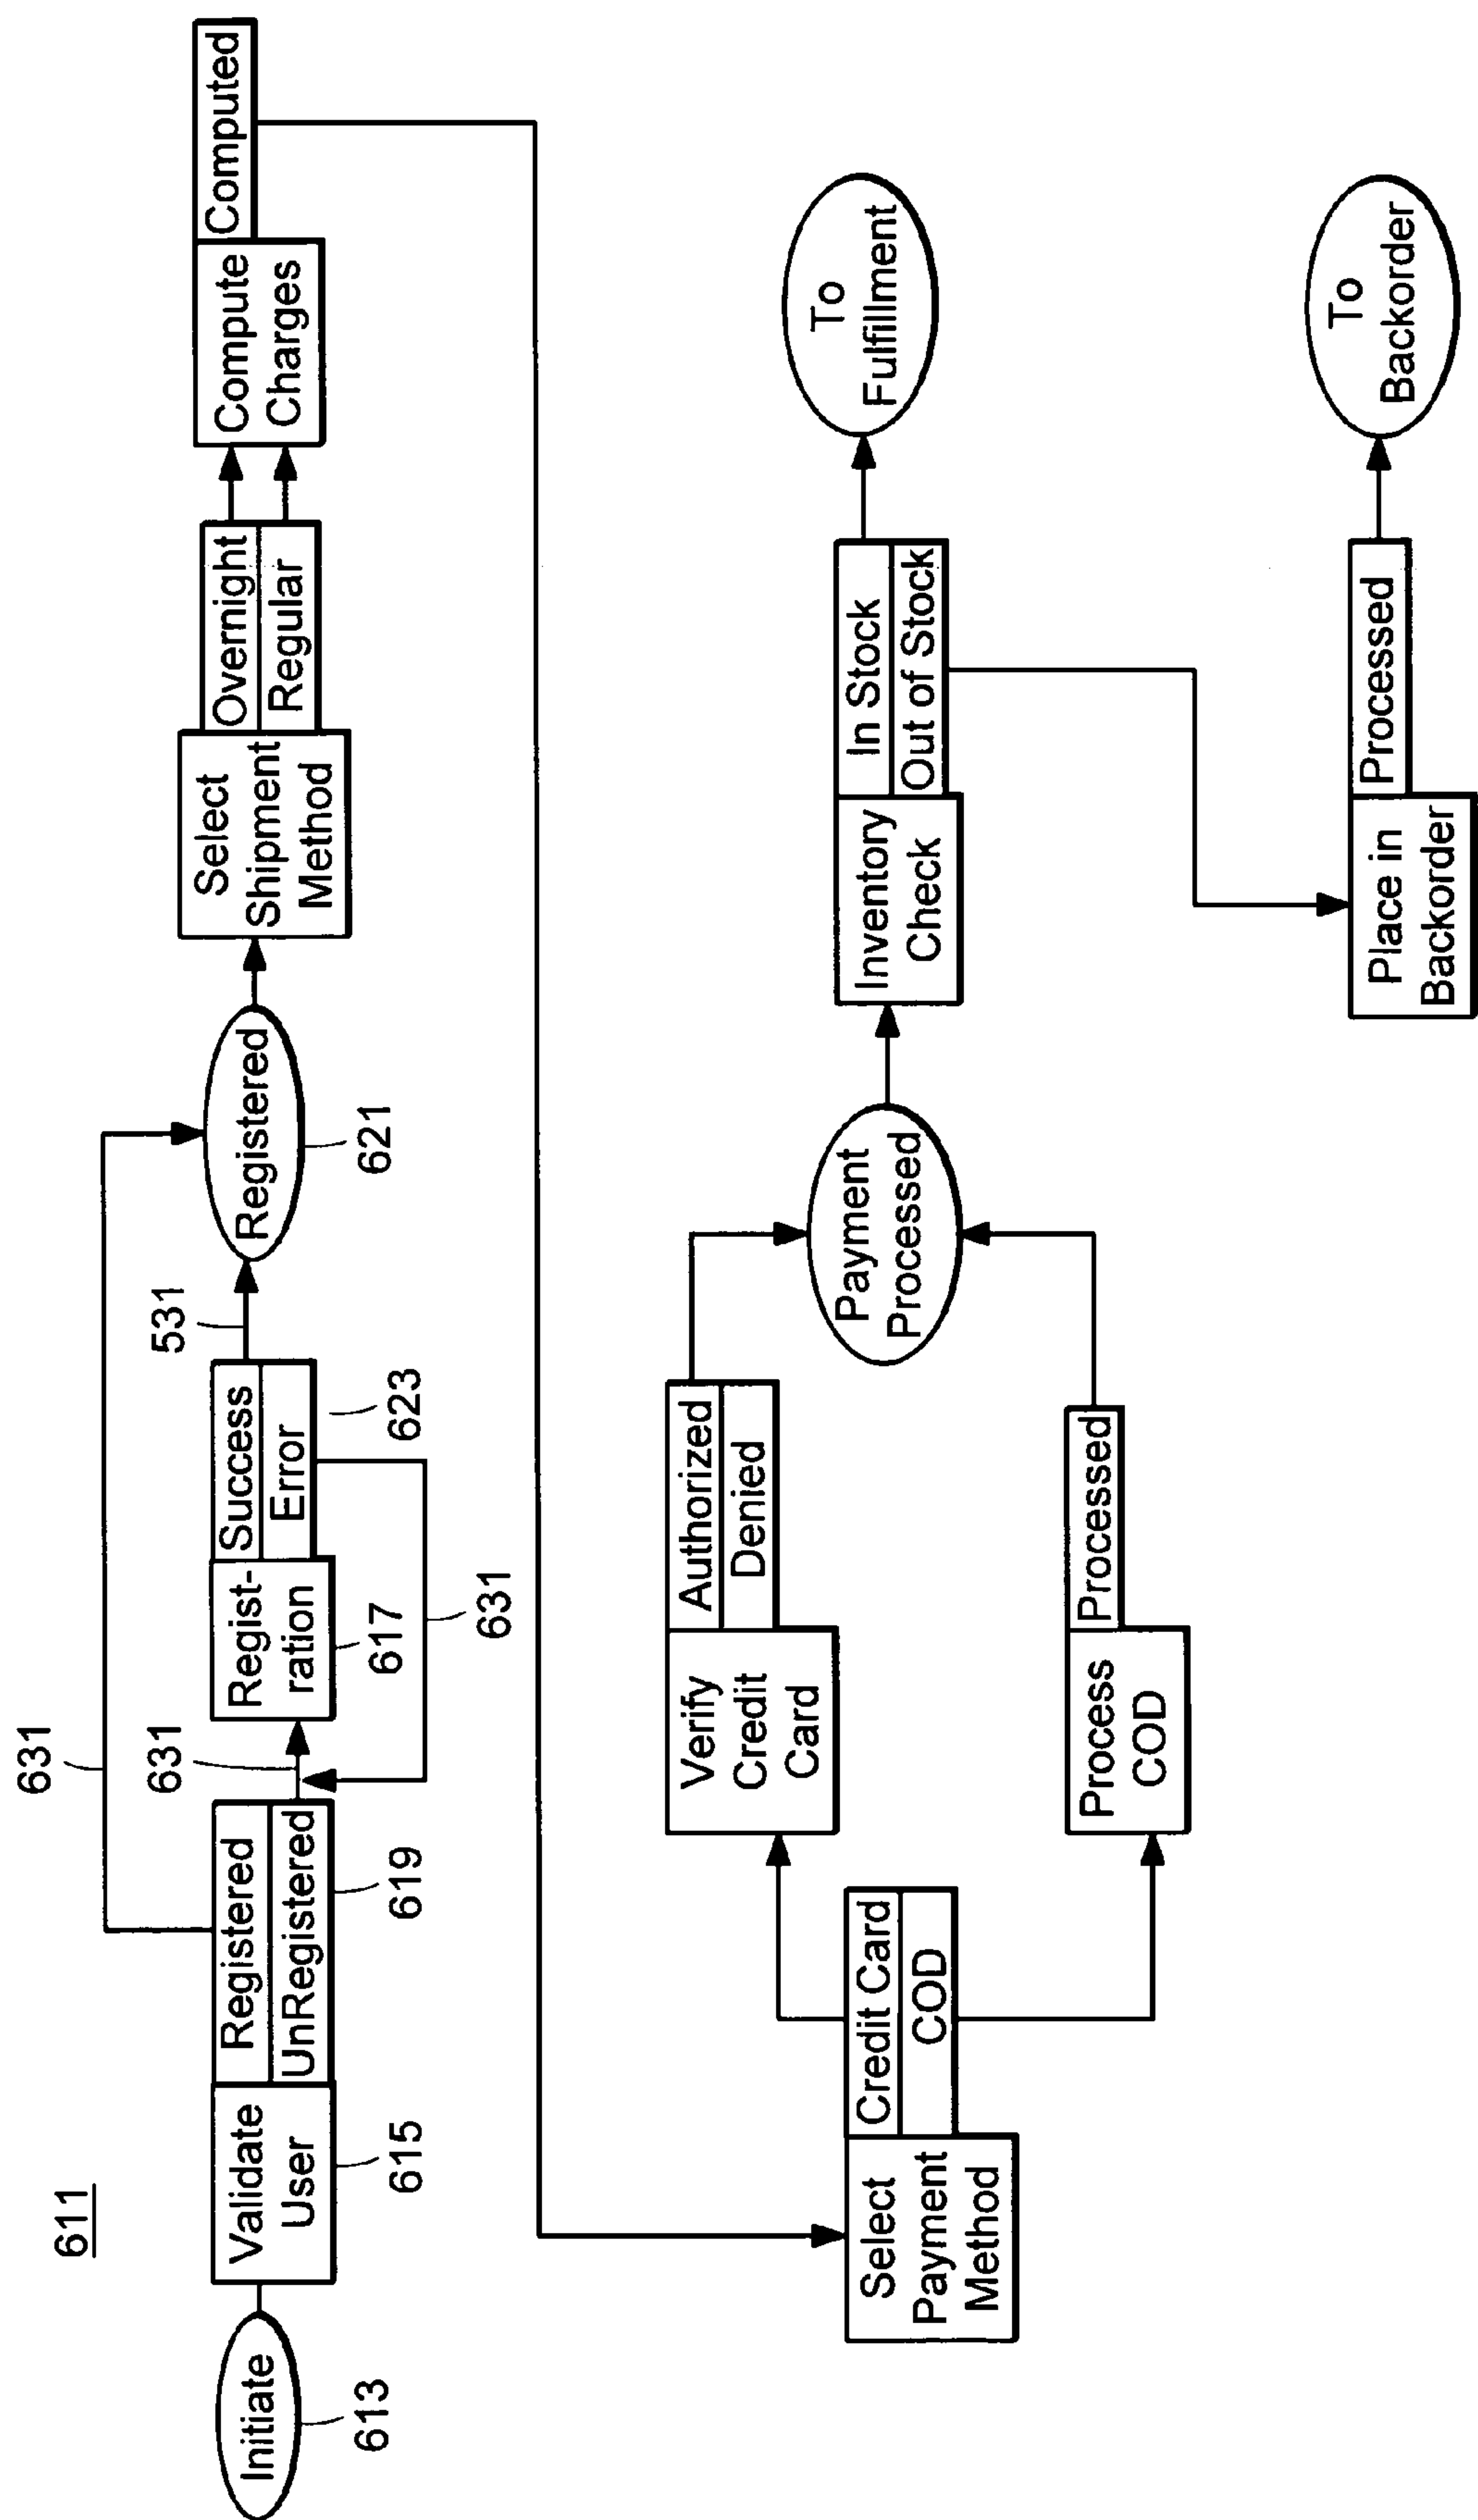 611
631
631
531
Initiate
613
Validate
User
615
Registered
UnRegistered
619
Regist-
ration
617
Success
Error
623
631
Registered
621
Select
Shipment
Method
Overnight
Regular
Compute
Charges
Computed
Select
Payment
Method
Credit Card
COD
Verify
Credit
Card
Authorized
Denied
Process
COD
Processed
Payment
Processed
Inventory
Check
In Stock
Out of Stock
To
Fulfillment
Place in
Backorder
Processed
To
Backorder